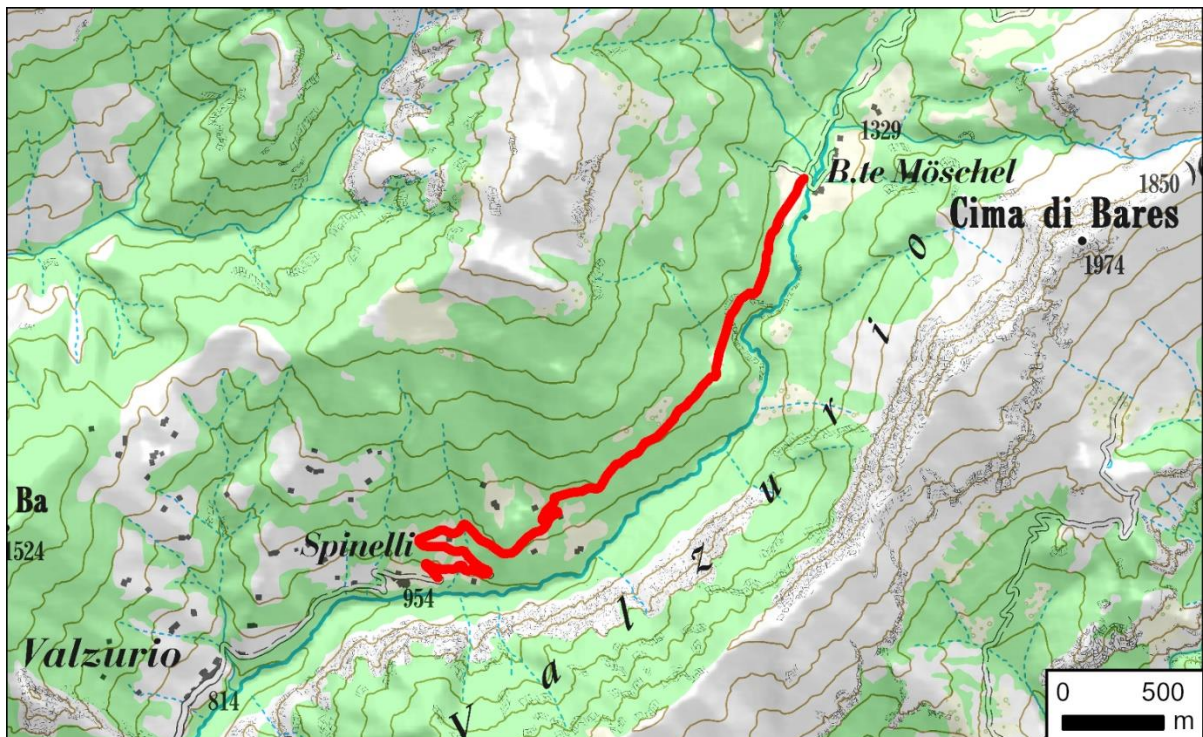 1329
B.te Möschel
1850
Cima di Bares
1974
Ba
1524
Spinelli
954
Valzurio
814
V a l z u r i o
0 500
m